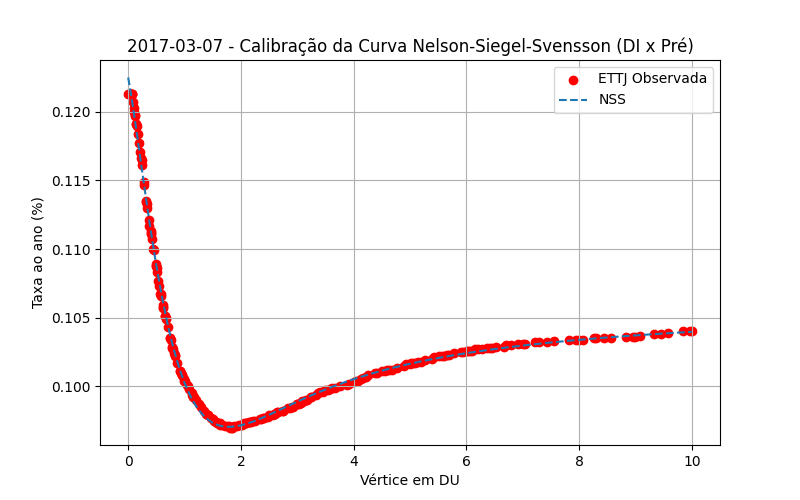 2017-03-07 - Calibração da Curva Nelson-Siegel-Svensson (DI x Pré)
ETTJ Observada
NSS
Taxa ao ano (%)
0.120
0.115
0.110
0.105
0.100
0 2 4 6 8 10
Vértice em DU